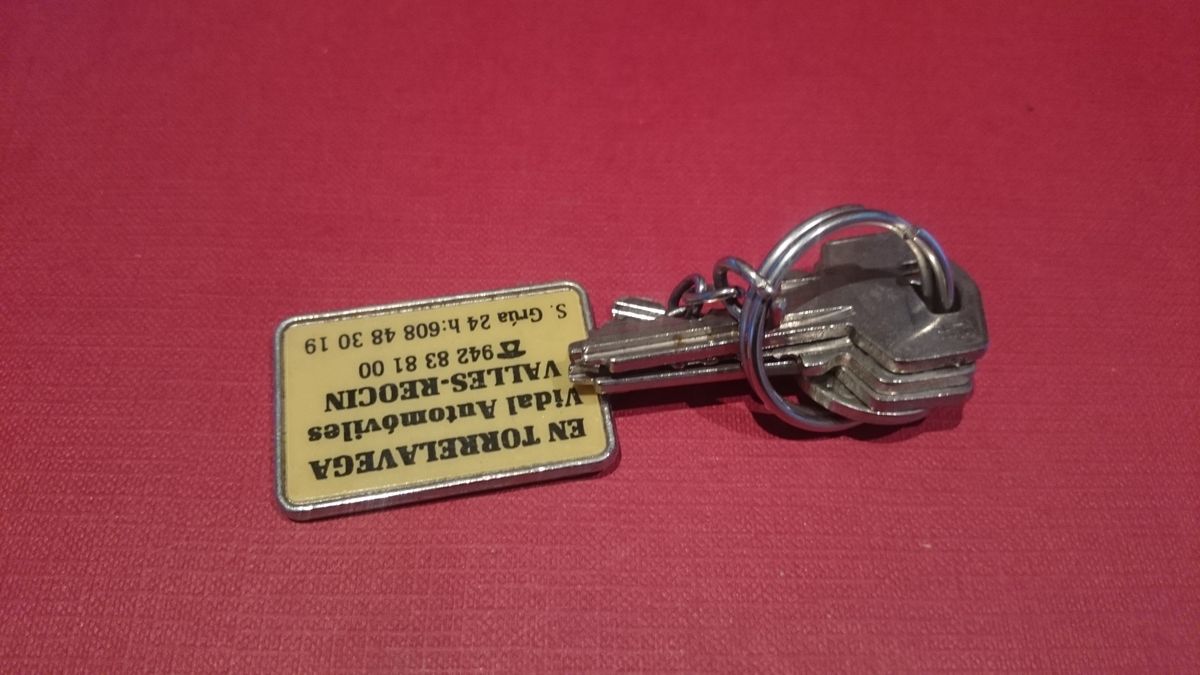 EN TORRELAVEGA
Vidal Automóviles
VALLES-REOCIN
☎942 83 81 00
S. Grúa 24 h:608 48 30 19